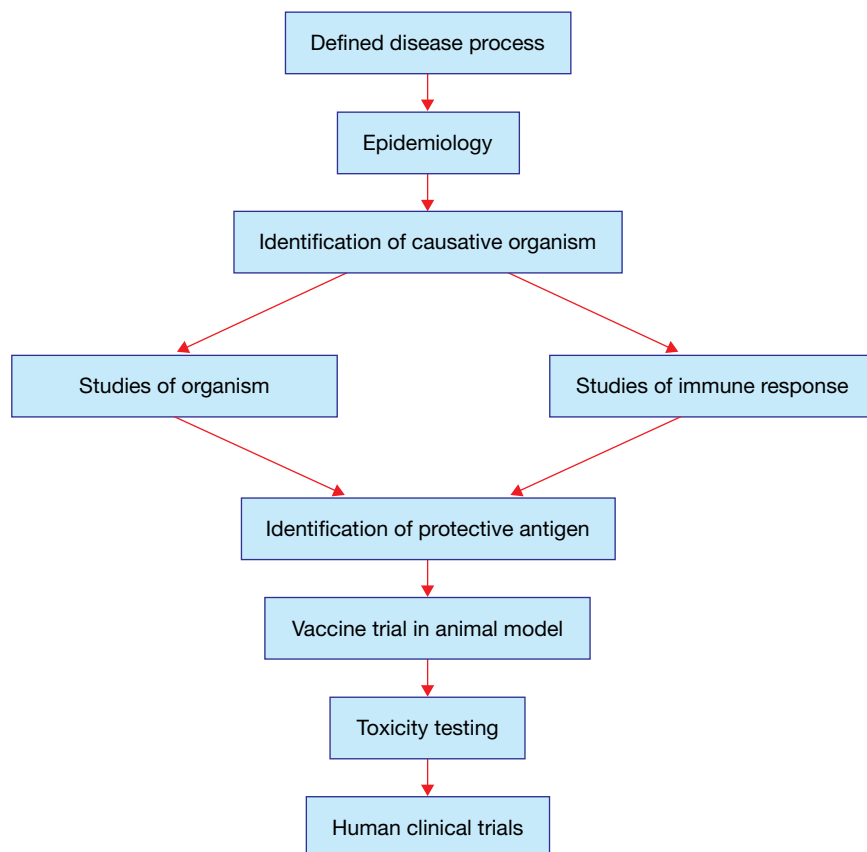 Defined disease process
Epidemiology
Identification of causative organism
Studies of organism
Studies of immune response
Identification of protective antigen
Vaccine trial in animal model
Toxicity testing
Human clinical trials